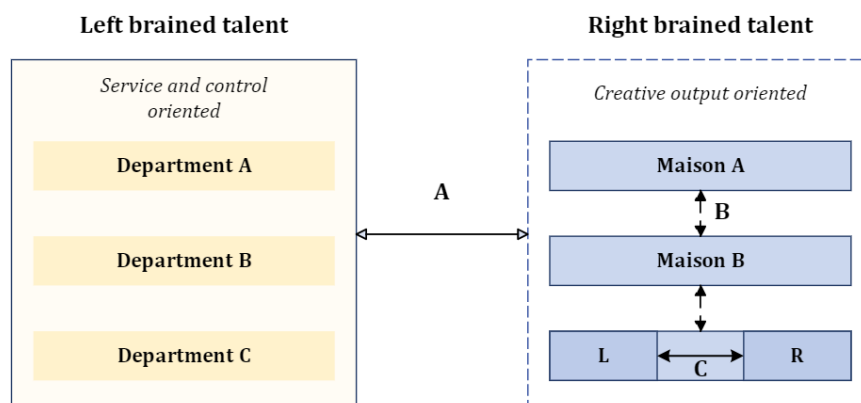 Left brained talent
Service and control
oriented
Department A
Department B
Department C
A
Right brained talent
Creative output oriented
Maison A
B
Maison B
L
C
R